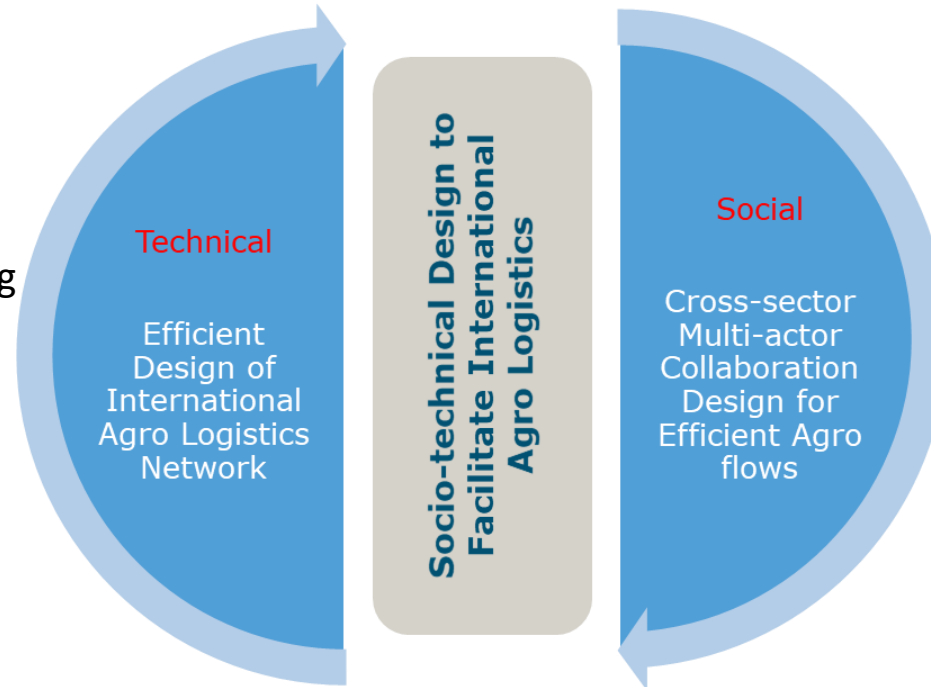 g
Technical
Efficient
Design of
International
Agro Logistics
Network
Socio-technical Design to
Facilitate International
Agro Logistics
Social
Cross-sector
Multi-actor
Collaboration
Design for
Efficient Agro
flows